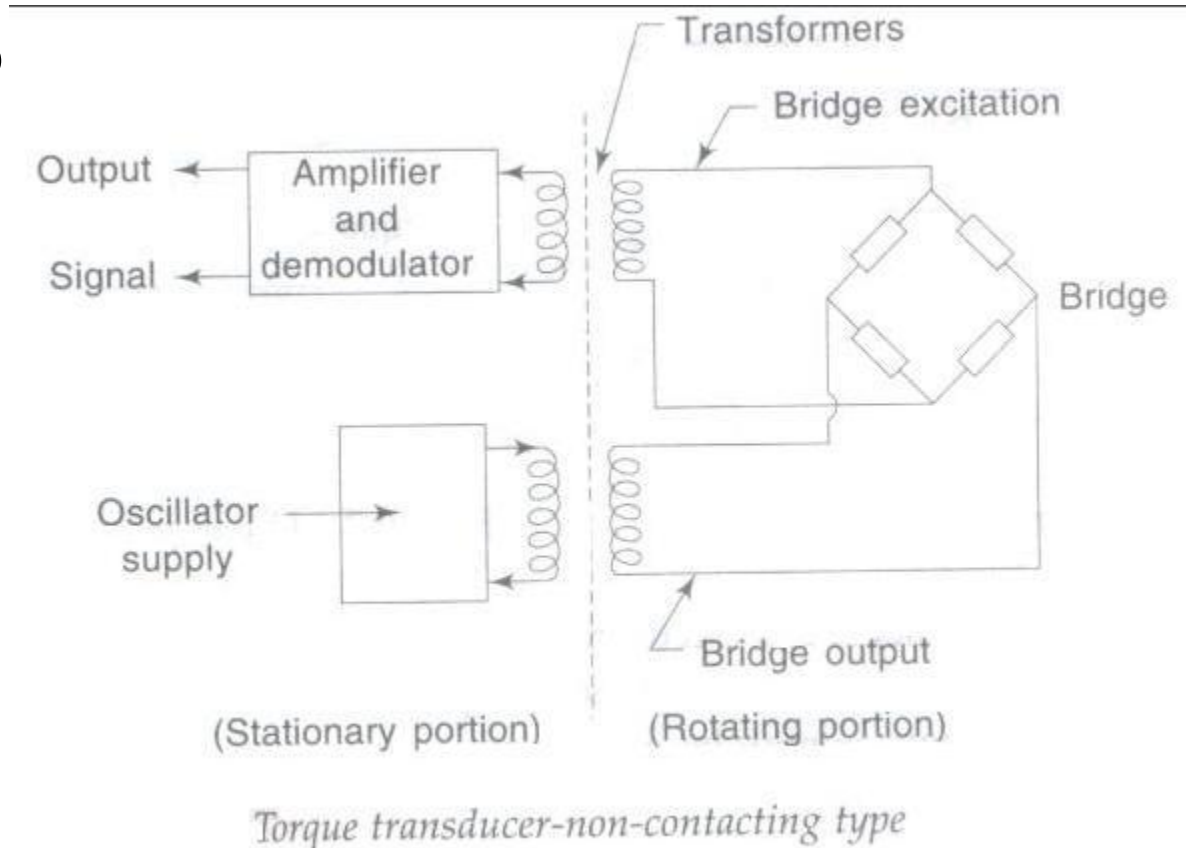 )
Transformers
Bridge excitation
Output
Amplifier
and
demodulator
Signal
Bridge
Oscillator
supply
Bridge output
(Stationary portion)
(Rotating portion)
Torque transducer-non-contacting type